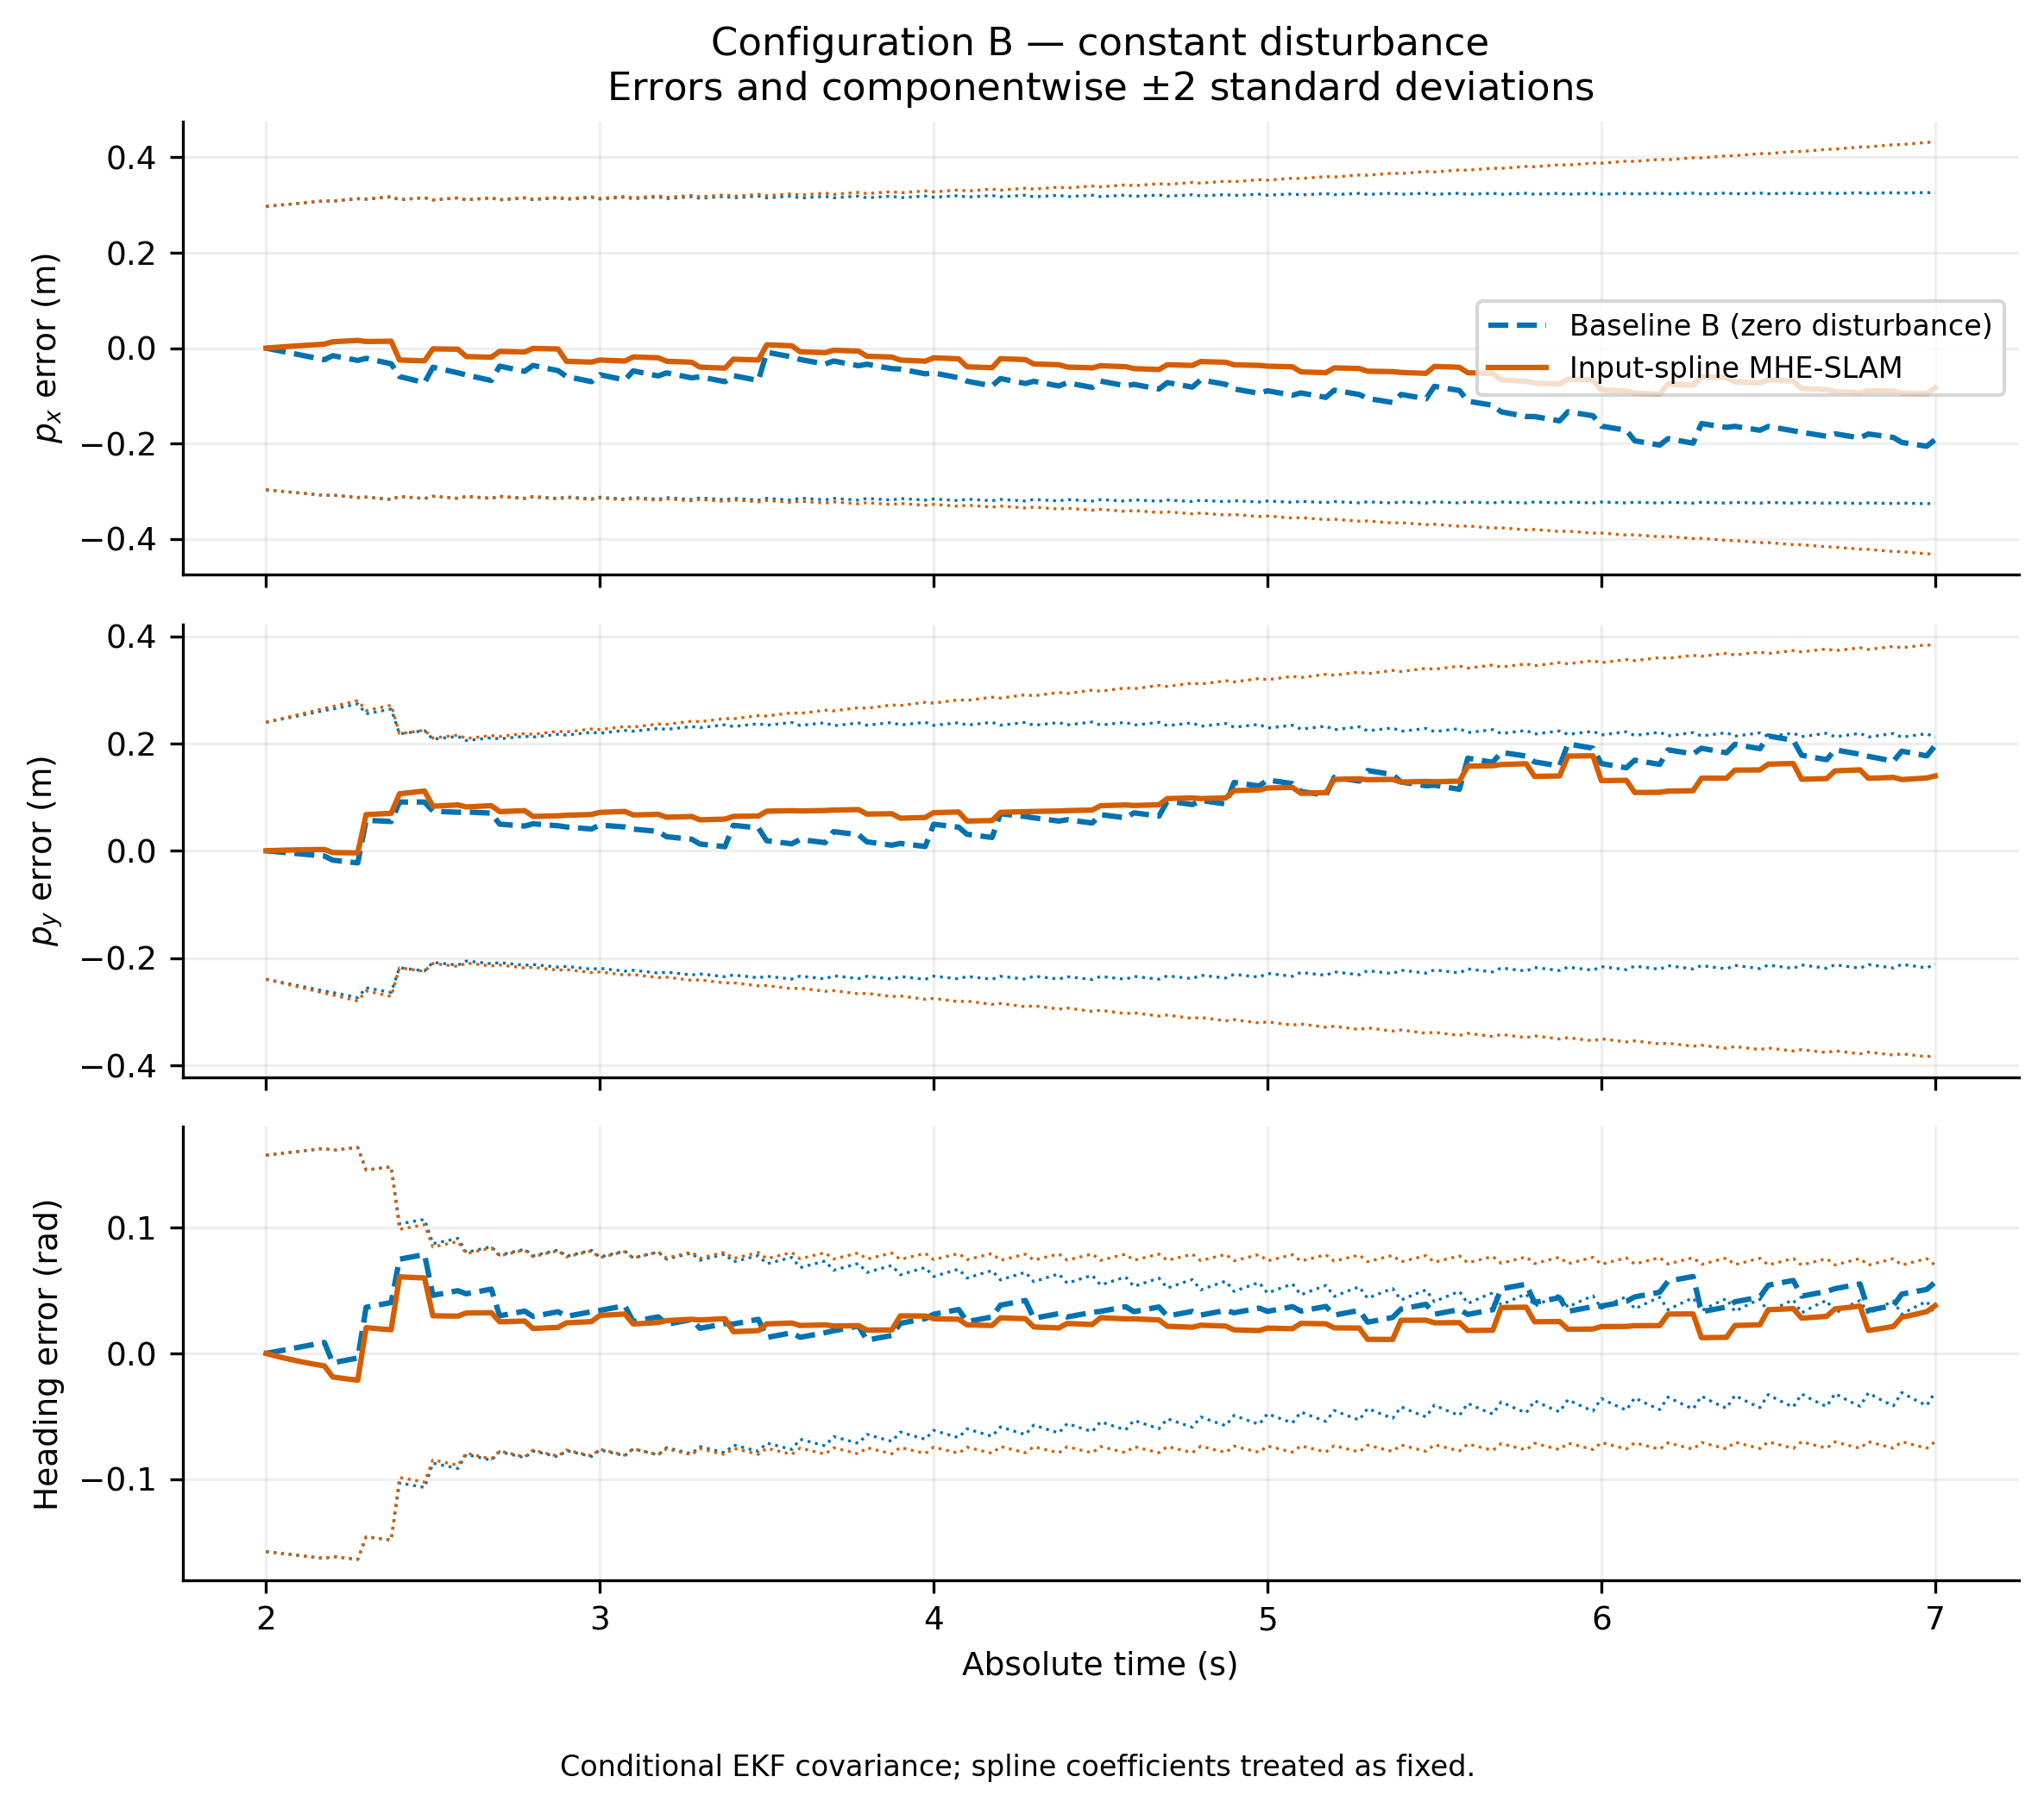 Configuration B — constant disturbance
Errors and componentwise ±2 standard deviations
0.4
0.2
0.0
−0.2
−0.4
pₓ error (m)
Baseline B (zero disturbance)
Input-spline MHE-SLAM
0.4
0.2
0.0
−0.2
−0.4
p_y error (m)
0.1
0.0
−0.1
Heading error (rad)
2 3 4 5 6 7
Absolute time (s)
Conditional EKF covariance; spline coefficients treated as fixed.